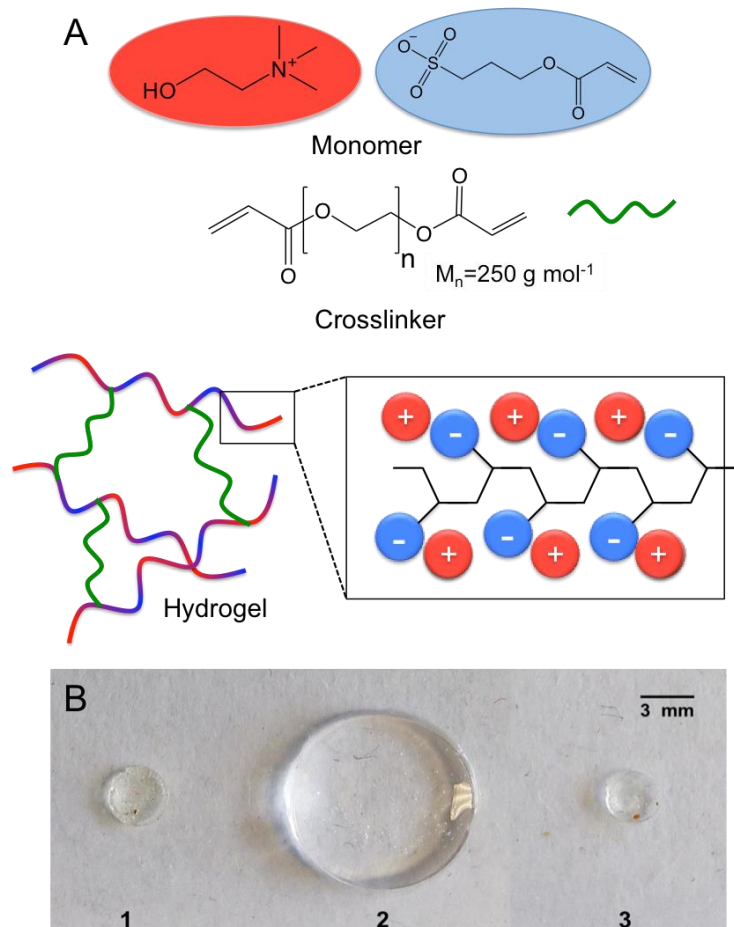 A
HO N+ O- O S O O O
Monomer
O O n O O
Mn=250 g mol-1
Crosslinker
+ + +
- - -
- - -
+ + +
Hydrogel
B
3 mm
1 2 3